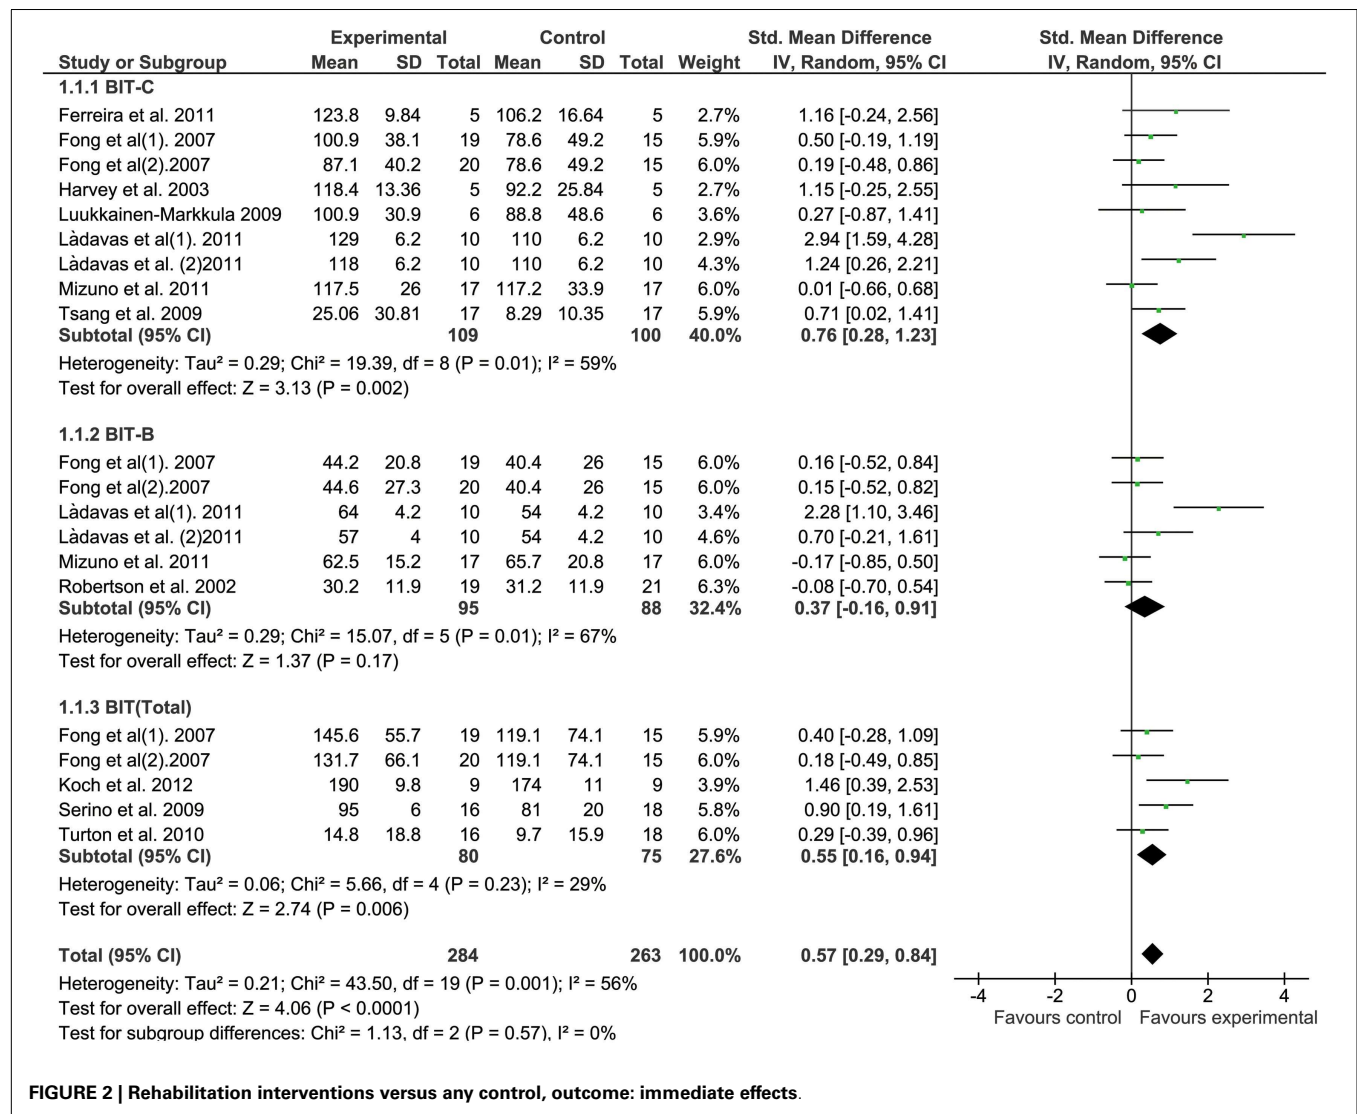 Experimental Control Std. Mean Difference Std. Mean Difference
Study or Subgroup Mean SD Total Mean SD Total Weight IV, Random, 95% CI IV, Random, 95% CI
1.1.1 BIT-C
Ferreira et al. 2011 123.8 9.84 5 106.2 16.64 5 2.7% 1.16 [-0.24, 2.56]
Fong et al(1). 2007 100.9 38.1 19 78.6 49.2 15 5.9% 0.50 [-0.19, 1.19]
Fong et al(2).2007 87.1 40.2 20 78.6 49.2 15 6.0% 0.19 [-0.48, 0.86]
Harvey et al. 2003 118.4 13.36 5 92.2 25.84 5 2.7% 1.15 [-0.25, 2.55]
Luukkainen-Markkula 2009 100.9 30.9 6 88.8 48.6 6 3.6% 0.27 [-0.87, 1.41]
Làdavas et al(1). 2011 129 6.2 10 110 6.2 10 2.9% 2.94 [1.59, 4.28]
Làdavas et al. (2)2011 118 6.2 10 110 6.2 10 4.3% 1.24 [0.26, 2.21]
Mizuno et al. 2011 117.5 26 17 117.2 33.9 17 6.0% 0.01 [-0.66, 0.68]
Tsang et al. 2009 25.06 30.81 17 8.29 10.35 17 5.9% 0.71 [0.02, 1.41]
Subtotal (95% CI) 109 100 40.0% 0.76 [0.28, 1.23]
Heterogeneity: Tau² = 0.29; Chi² = 19.39, df = 8 (P = 0.01); I² = 59%
Test for overall effect: Z = 3.13 (P = 0.002)
1.1.2 BIT-B
Fong et al(1). 2007 44.2 20.8 19 40.4 26 15 6.0% 0.16 [-0.52, 0.84]
Fong et al(2).2007 44.6 27.3 20 40.4 26 15 6.0% 0.15 [-0.52, 0.82]
Làdavas et al(1). 2011 64 4.2 10 54 4.2 10 3.4% 2.28 [1.10, 3.46]
Làdavas et al. (2)2011 57 4 10 54 4.2 10 4.6% 0.70 [-0.21, 1.61]
Mizuno et al. 2011 62.5 15.2 17 65.7 20.8 17 6.0% -0.17 [-0.85, 0.50]
Robertson et al. 2002 30.2 11.9 19 31.2 11.9 21 6.3% -0.08 [-0.70, 0.54]
Subtotal (95% CI) 95 88 32.4% 0.37 [-0.16, 0.91]
Heterogeneity: Tau² = 0.29; Chi² = 15.07, df = 5 (P = 0.01); I² = 67%
Test for overall effect: Z = 1.37 (P = 0.17)
1.1.3 BIT(Total)
Fong et al(1). 2007 145.6 55.7 19 119.1 74.1 15 5.9% 0.40 [-0.28, 1.09]
Fong et al(2).2007 131.7 66.1 20 119.1 74.1 15 6.0% 0.18 [-0.49, 0.85]
Koch et al. 2012 190 9.8 9 174 11 9 3.9% 1.46 [0.39, 2.53]
Serino et al. 2009 95 6 16 81 20 18 5.8% 0.90 [0.19, 1.61]
Turton et al. 2010 14.8 18.8 16 9.7 15.9 18 6.0% 0.29 [-0.39, 0.96]
Subtotal (95% CI) 80 75 27.6% 0.55 [0.16, 0.94]
Heterogeneity: Tau² = 0.06; Chi² = 5.66, df = 4 (P = 0.23); I² = 29%
Test for overall effect: Z = 2.74 (P = 0.006)
Total (95% CI) 284 263 100.0% 0.57 [0.29, 0.84]
Heterogeneity: Tau² = 0.21; Chi² = 43.50, df = 19 (P = 0.001); I² = 56%
Test for overall effect: Z = 4.06 (P < 0.0001)
Test for subgroup differences: Chi² = 1.13, df = 2 (P = 0.57), I² = 0%
-4 -2 0 2 4
Favours control Favours experimental
FIGURE 2 | Rehabilitation interventions versus any control, outcome: immediate effects.